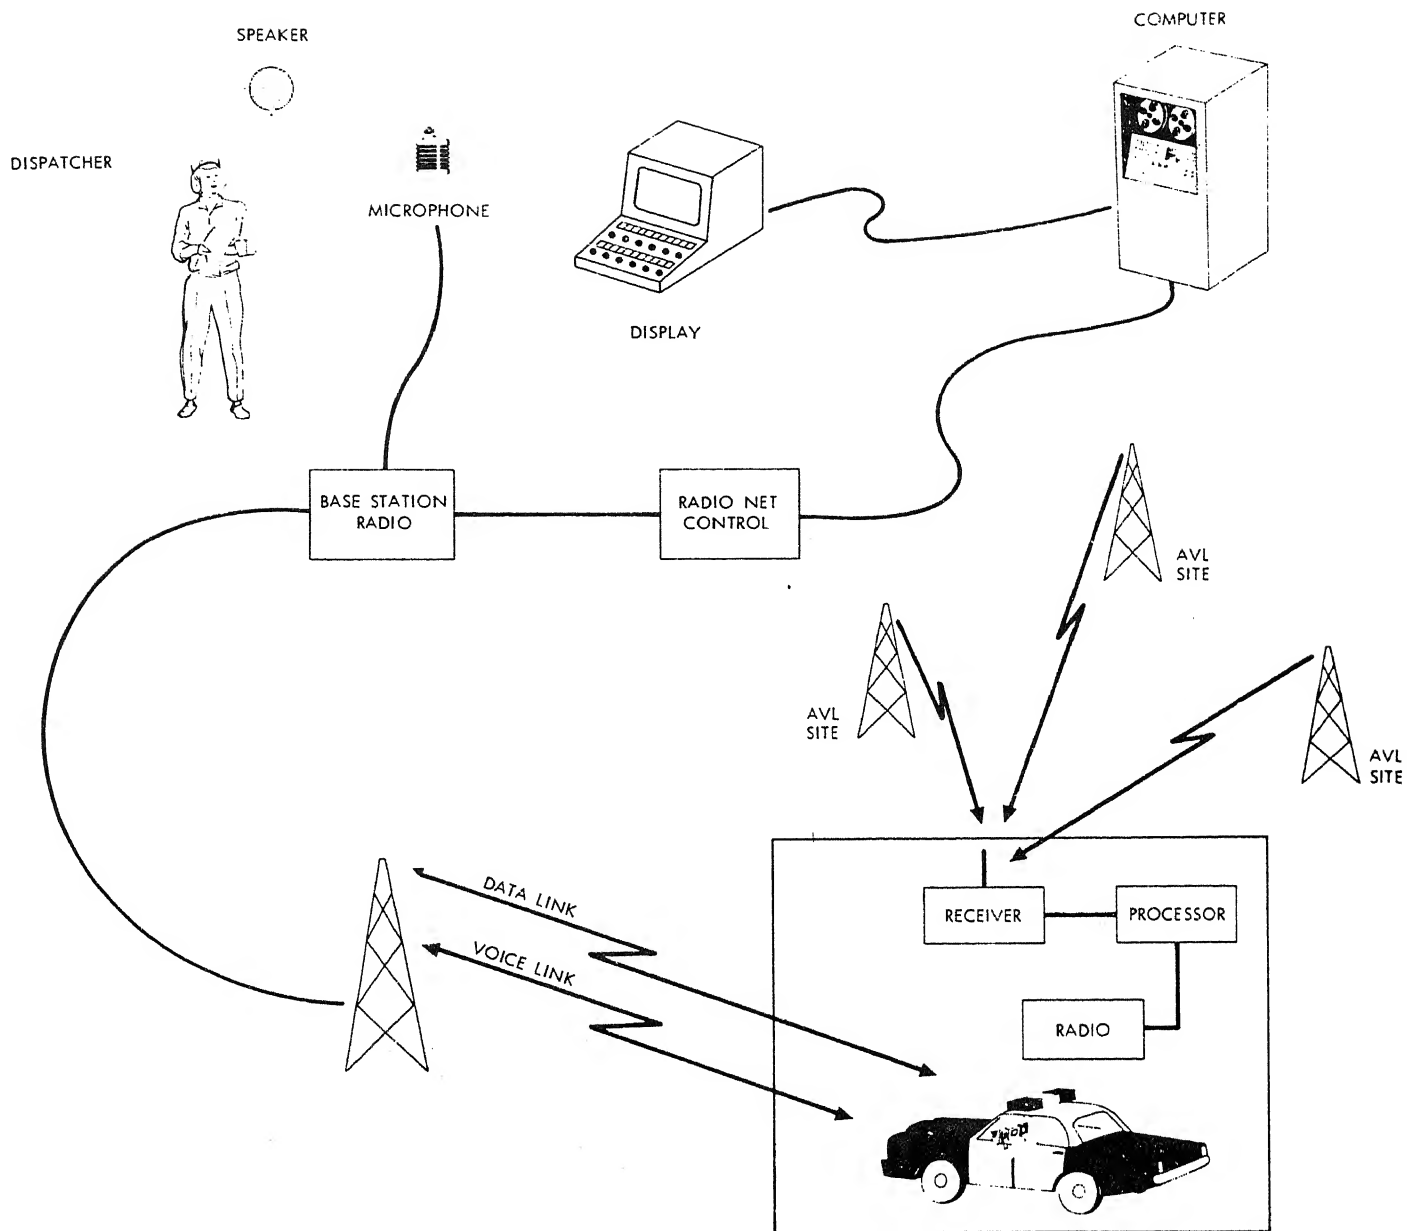 COMPUTER
SPEAKER
DISPATCHER
MICROPHONE
DISPLAY
BASE STATION
RADIO
RADIO NET
CONTROL
AVL
SITE
AVL
SITE
AVL
SITE
DATA LINK
VOICE LINK
RECEIVER
PROCESSOR
RADIO